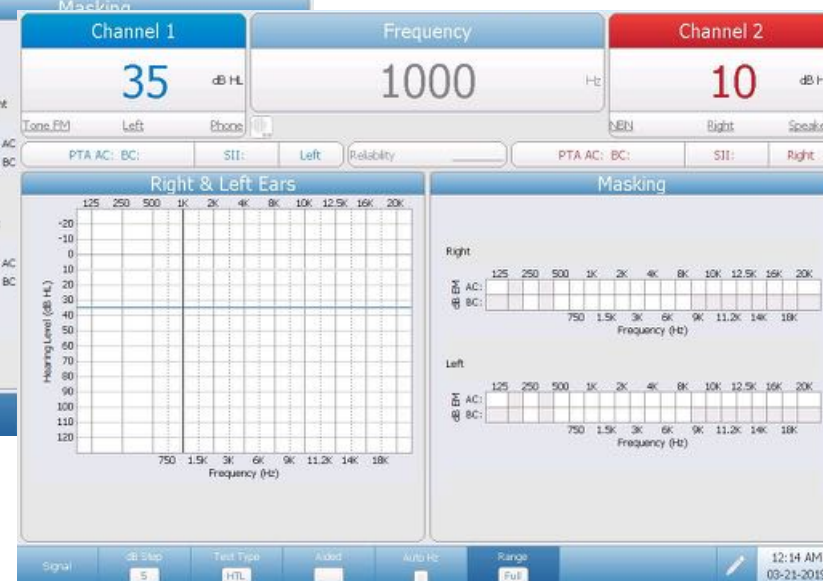 Masking
Channel 1
Frequency
Channel 2
35 dB HL
1000 Hz
10 dB H
Tone FM Left Phone
NBN Right Speake
AC
BC
PTA AC: BC: SII: Left
Reliability
PTA AC: BC: SII: Right
Right & Left Ears
Masking
125 250 500 1K 2K 4K 8K 10K 12.5K 16K 20K
-20
-10
0
10
20
30
40
50
60
70
80
90
100
110
120
Hearing Level (dB HL)
750 1.5K 3K 6K 9K 11.2K 14K 18K
Frequency (Hz)
Right
125 250 500 1K 2K 4K 8K 10K 12.5K 16K 20K
dB EM
AC:
BC:
750 1.5K 3K 6K 9K 11.2K 14K 18K
Frequency (Hz)
Left
125 250 500 1K 2K 4K 8K 10K 12.5K 16K 20K
dB EM
AC:
BC:
750 1.5K 3K 6K 9K 11.2K 14K 18K
Frequency (Hz)
AC
BC
Signal
dB Step
5
Test Type
HTL
Aided
Auto Hz
Range
Full
12:14 AM
03-21-2019